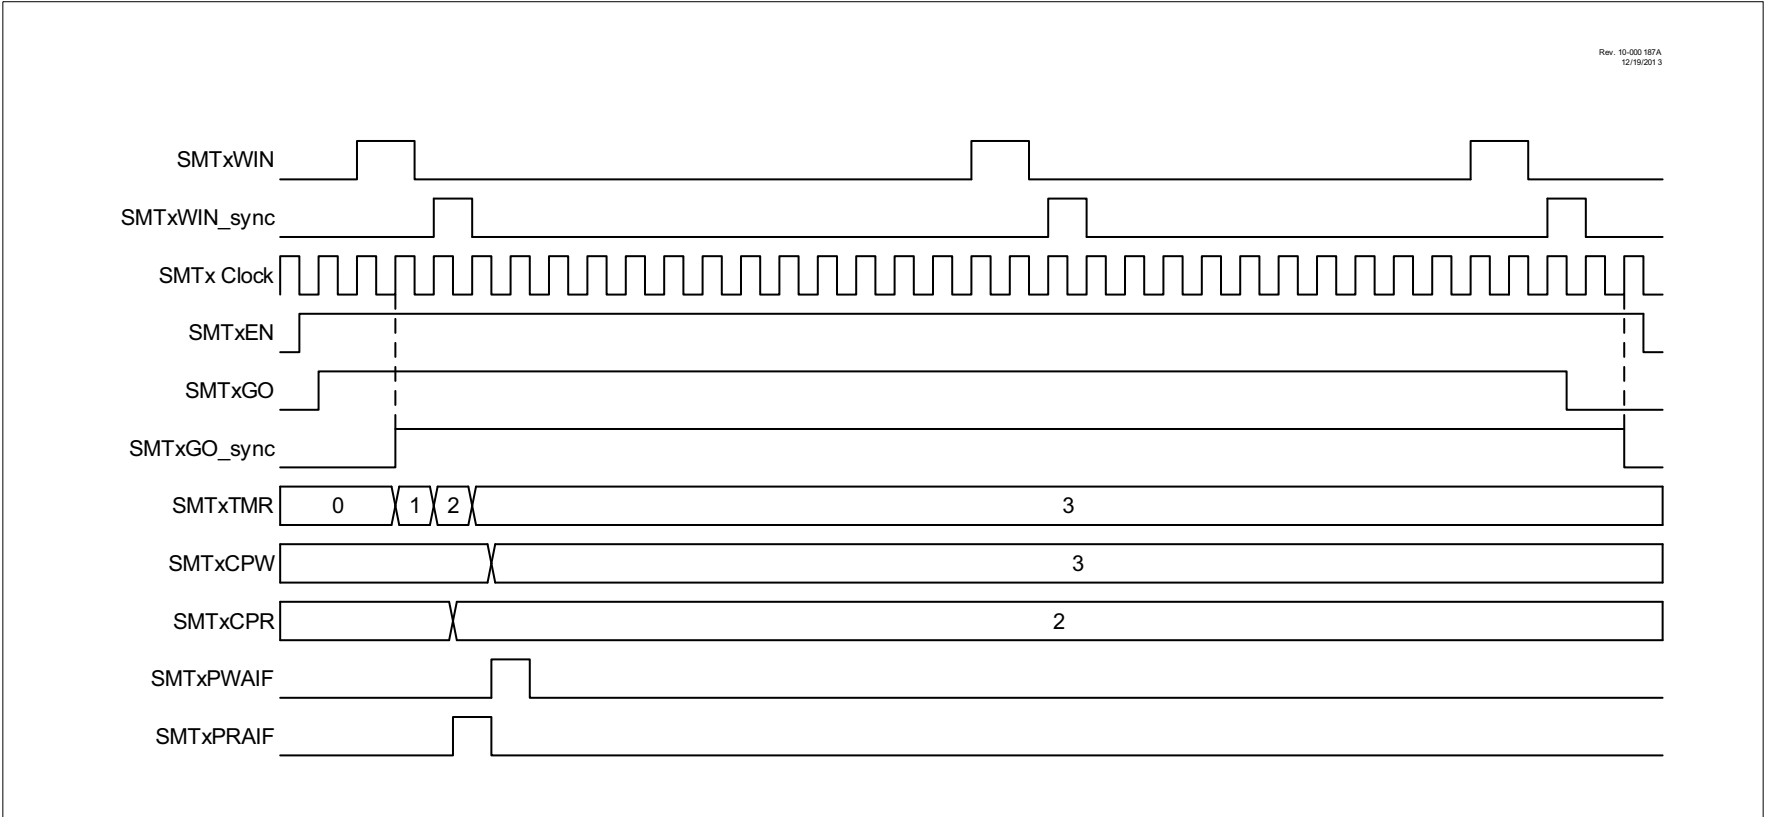 Rev. 10-000 187A
12/19/201 3
SMTxWIN
SMTxWIN_sync
SMTx Clock
SMTxEN
SMTxGO
SMTxGO_sync
SMTxTMR 0 1 2 3
SMTxCPW 3
SMTxCPR 2
SMTxPWAIF
SMTxPRAIF